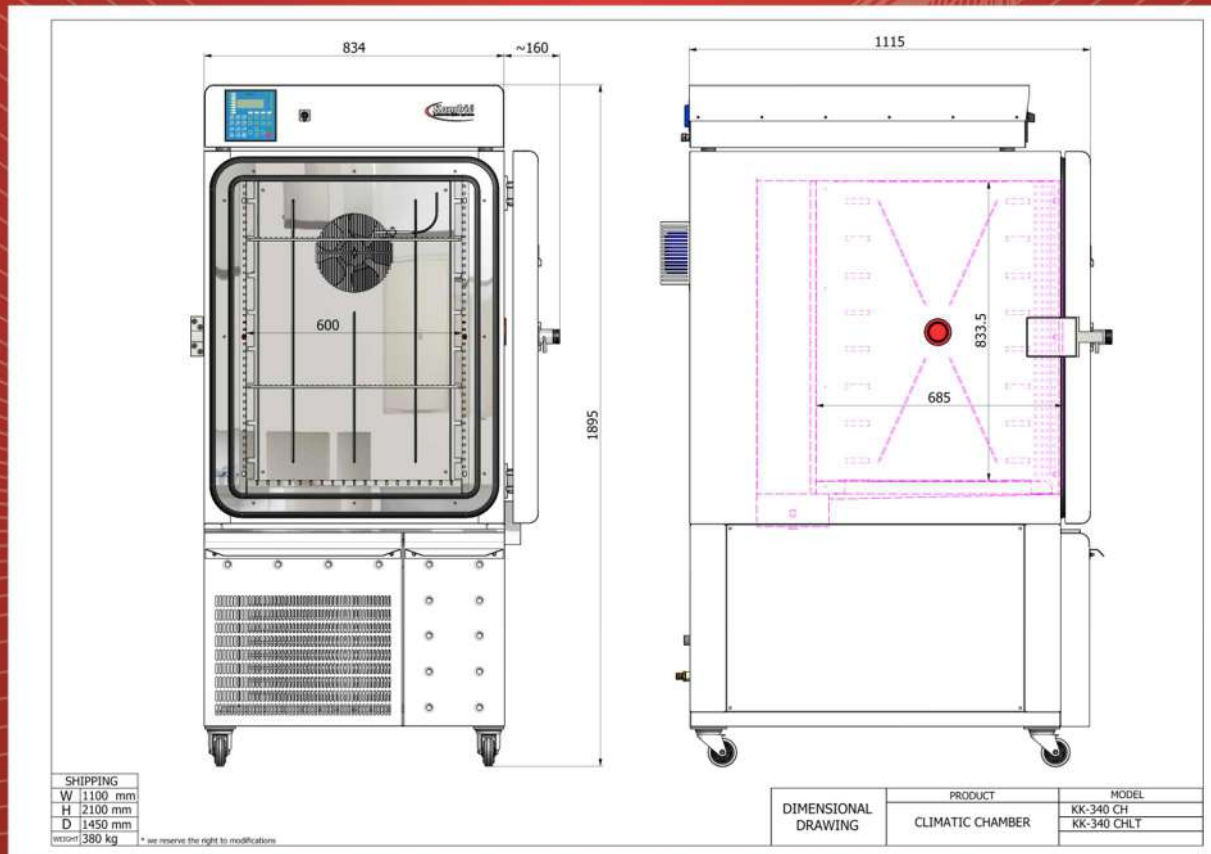 834
~160
1115
600
1895
833.5
685
SHIPPING
W 1100 mm
H 2100 mm
D 1450 mm
WEIGHT 380 kg
* we reserve the right to modifications
DIMENSIONAL DRAWING
PRODUCT
CLIMATIC CHAMBER
MODEL
KK-340 CH
KK-340 CHLT